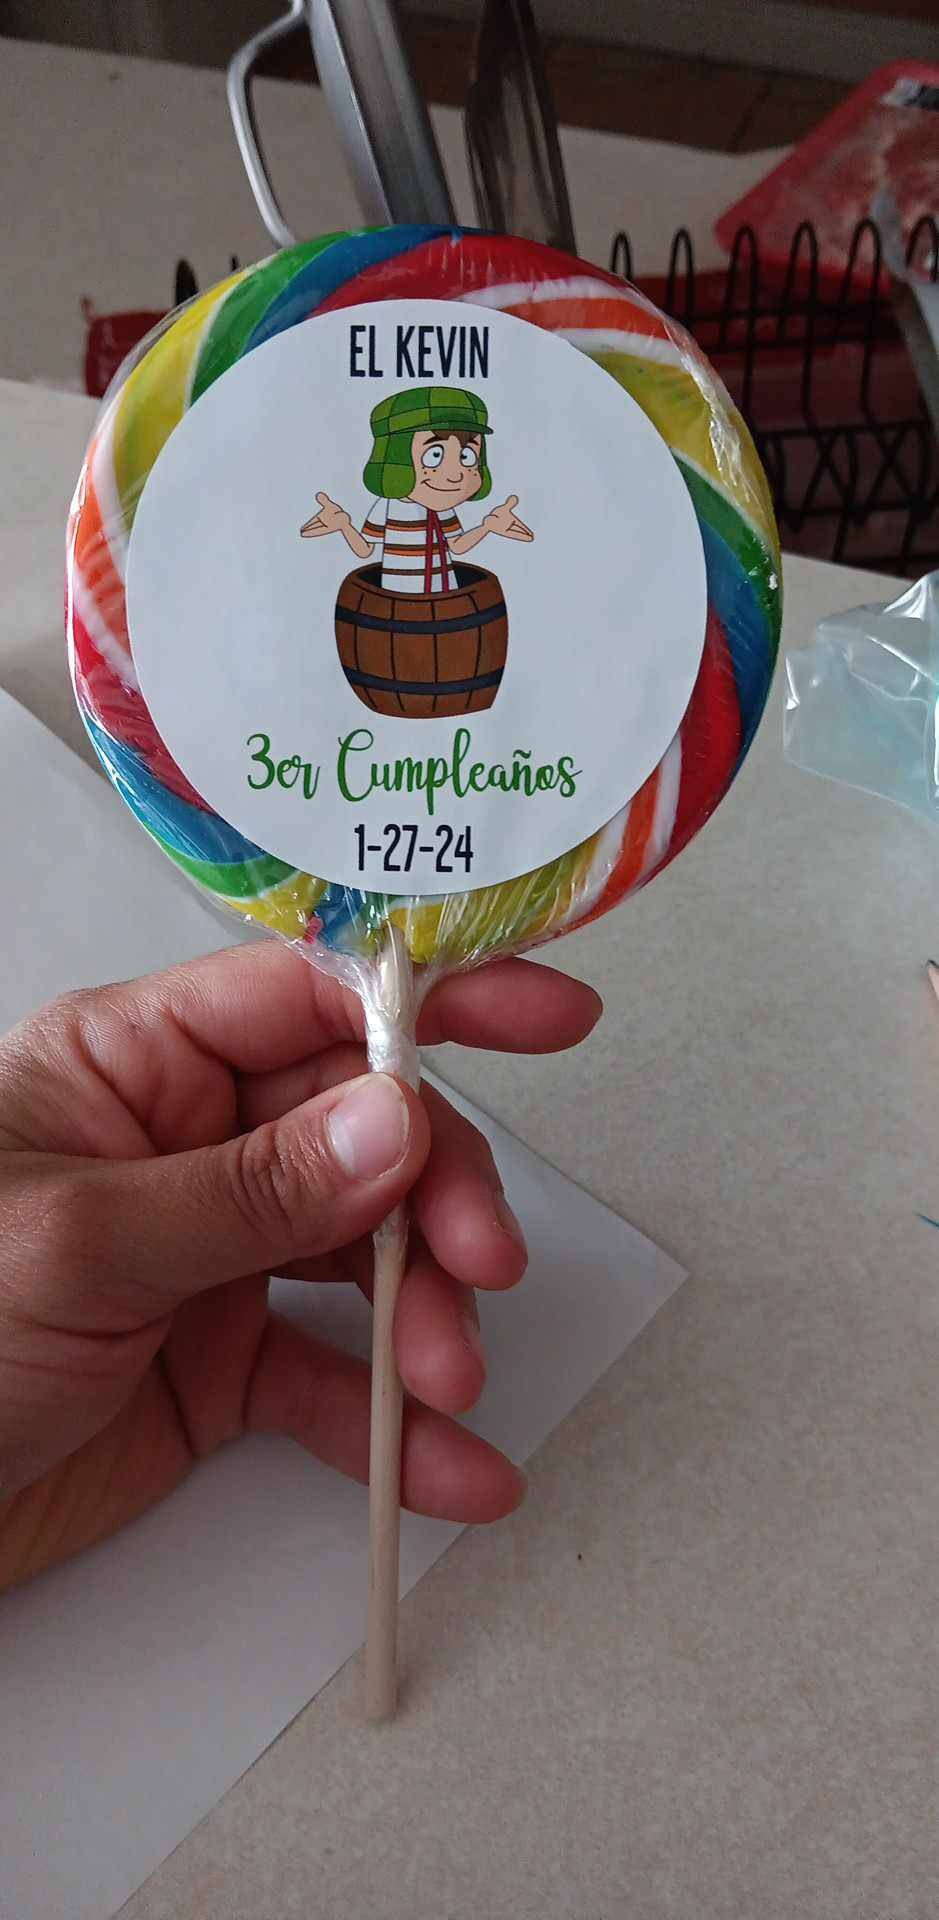 EL KEVIN
3er Cumpleaños
1-27-24